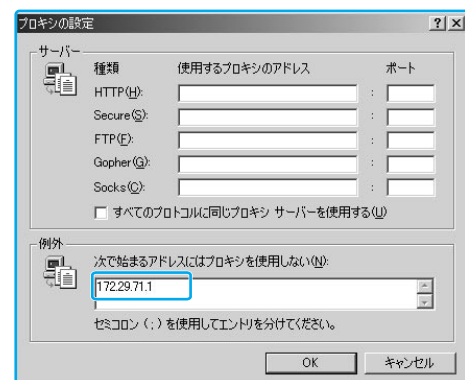 プロキシの設定
サーバー
種類 使用するプロキシのアドレス ポート
HTTP(H): :
Secure(S): :
FTP(F): :
Gopher(G): :
Socks(C): :
すべてのプロトコルに同じプロキシ サーバーを使用する(U)
例外
次で始まるアドレスにはプロキシを使用しない(N):
172.29.71.1
セミコロン ( ; ) を使用してエントリを分けてください。
OK キャンセル